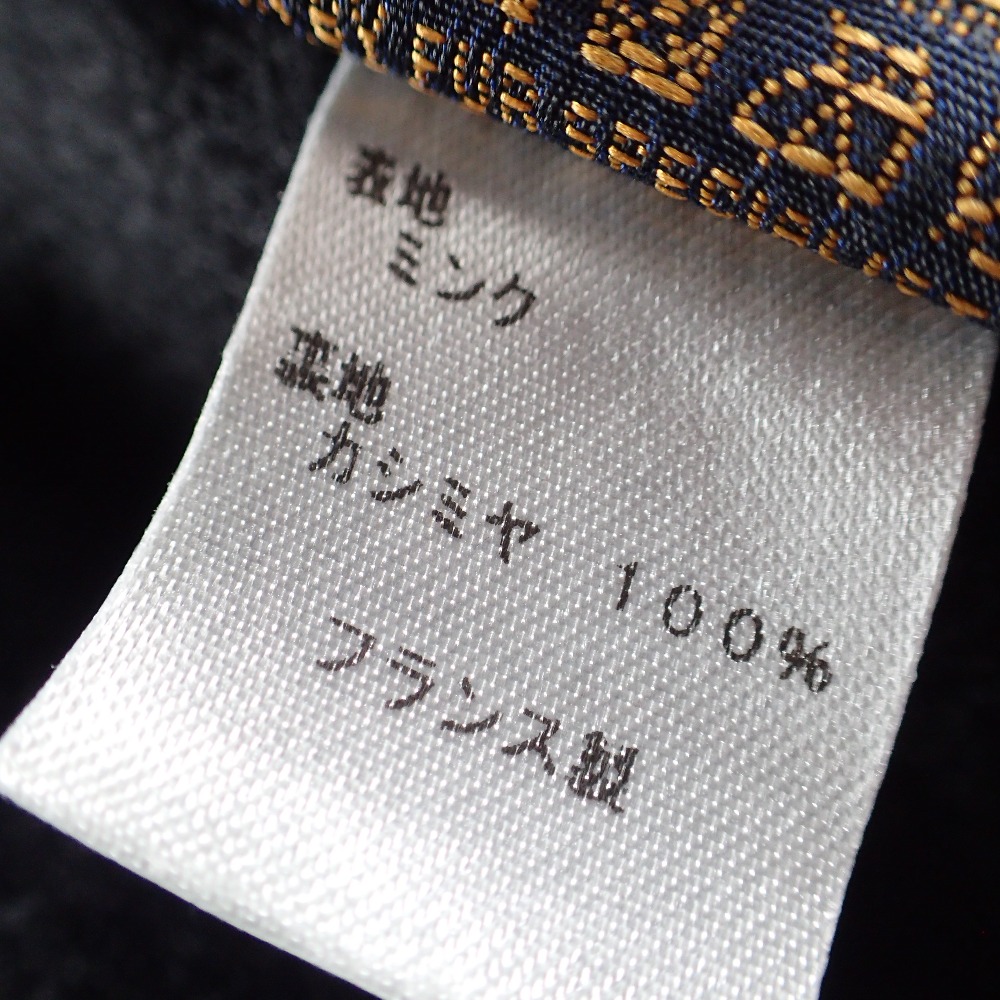 表地
ミンク
裏地
カシミヤ 100%
フランス製